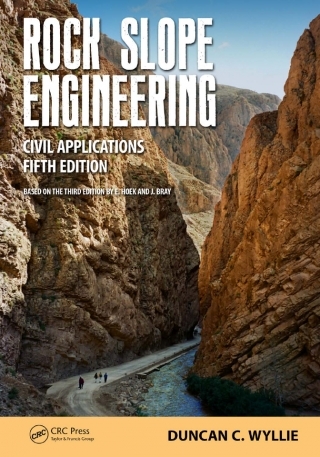 ROCK SLOPE
ENGINEERING
CIVIL APPLICATIONS
FIFTH EDITION
BASED ON THE THIRD EDITION BY E. HOEK AND J. BRAY
CRC
CRC Press
Taylor & Francis Group
DUNCAN C. WYLLIE